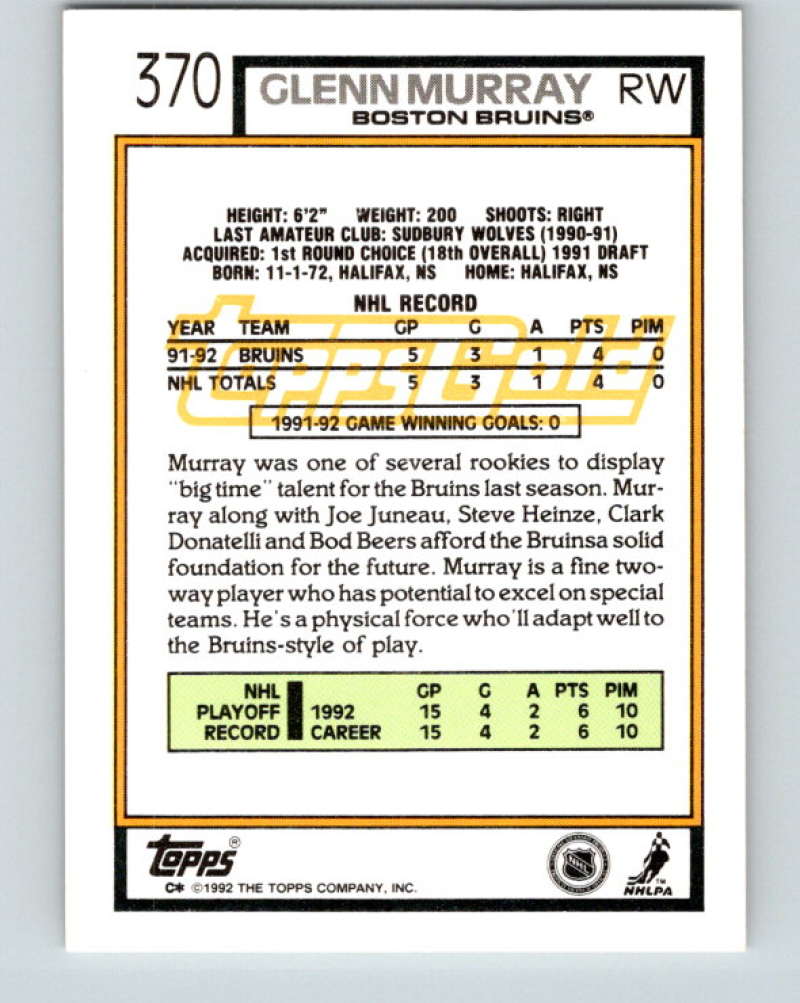 370 GLENN MURRAY RW
BOSTON BRUINS®
HEIGHT: 6'2" WEIGHT: 200 SHOOTS: RIGHT
LAST AMATEUR CLUB: SUDBURY WOLVES (1990-91)
ACQUIRED: 1st ROUND CHOICE (18th OVERALL) 1991 DRAFT
BORN: 11-1-72, HALIFAX, NS HOME: HALIFAX, NS
NHL RECORD
YEAR TEAM GP G A PTS PIM
91-92 BRUINS 5 3 1 4 0
NHL TOTALS 5 3 1 4 0
ToppsGold
1991-92 GAME WINNING GOALS: 0
Murray was one of several rookies to display
"big time" talent for the Bruins last season. Mur-
ray along with Joe Juneau, Steve Heinze, Clark
Donatelli and Bod Beers afford the Bruinsa solid
foundation for the future. Murray is a fine two-
way player who has potential to excel on special
teams. He's a physical force who'll adapt well to
the Bruins-style of play.
NHL GP G A PTS PIM
PLAYOFF 1992 15 4 2 6 10
RECORD CAREER 15 4 2 6 10
Topps®
C* ©1992 THE TOPPS COMPANY, INC.
NHL
NHLPA™